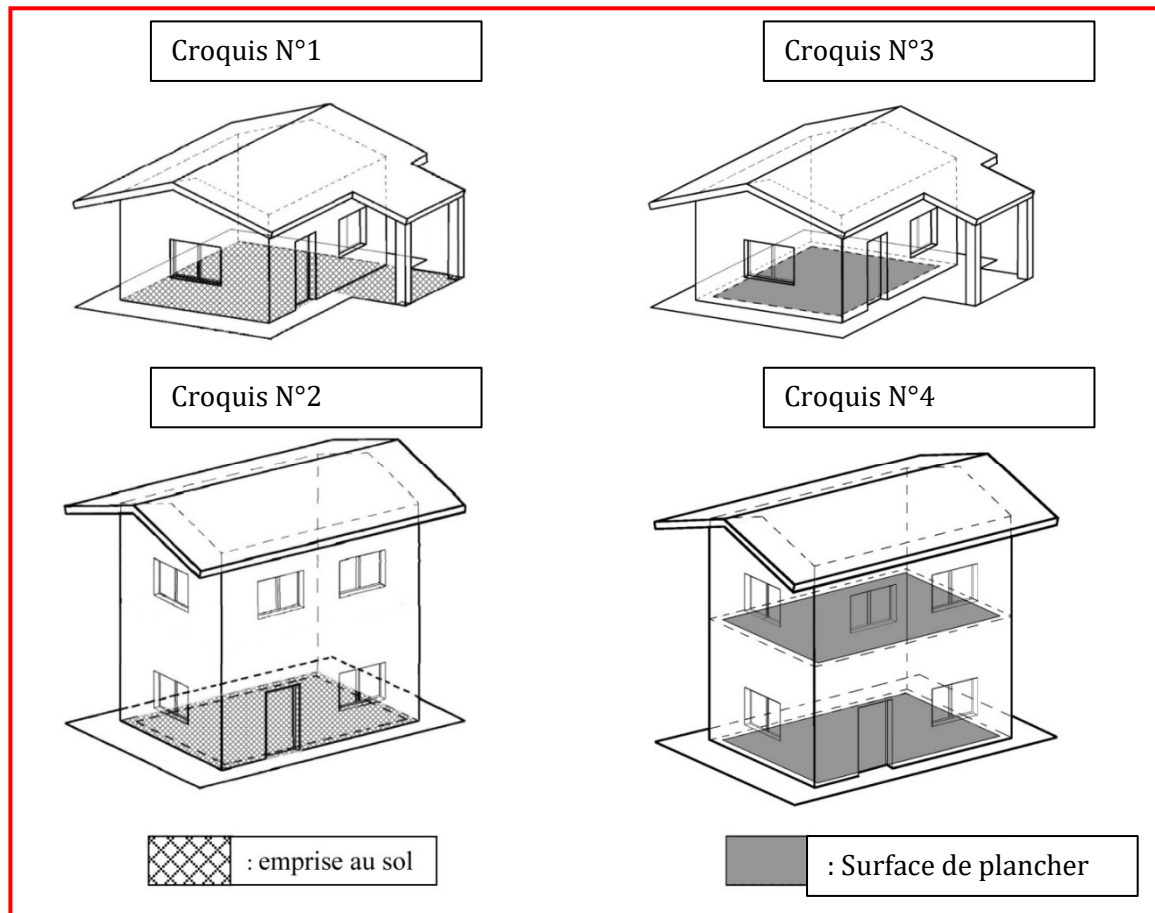 Croquis N°1
Croquis N°3
Croquis N°2
Croquis N°4
: emprise au sol
: Surface de plancher